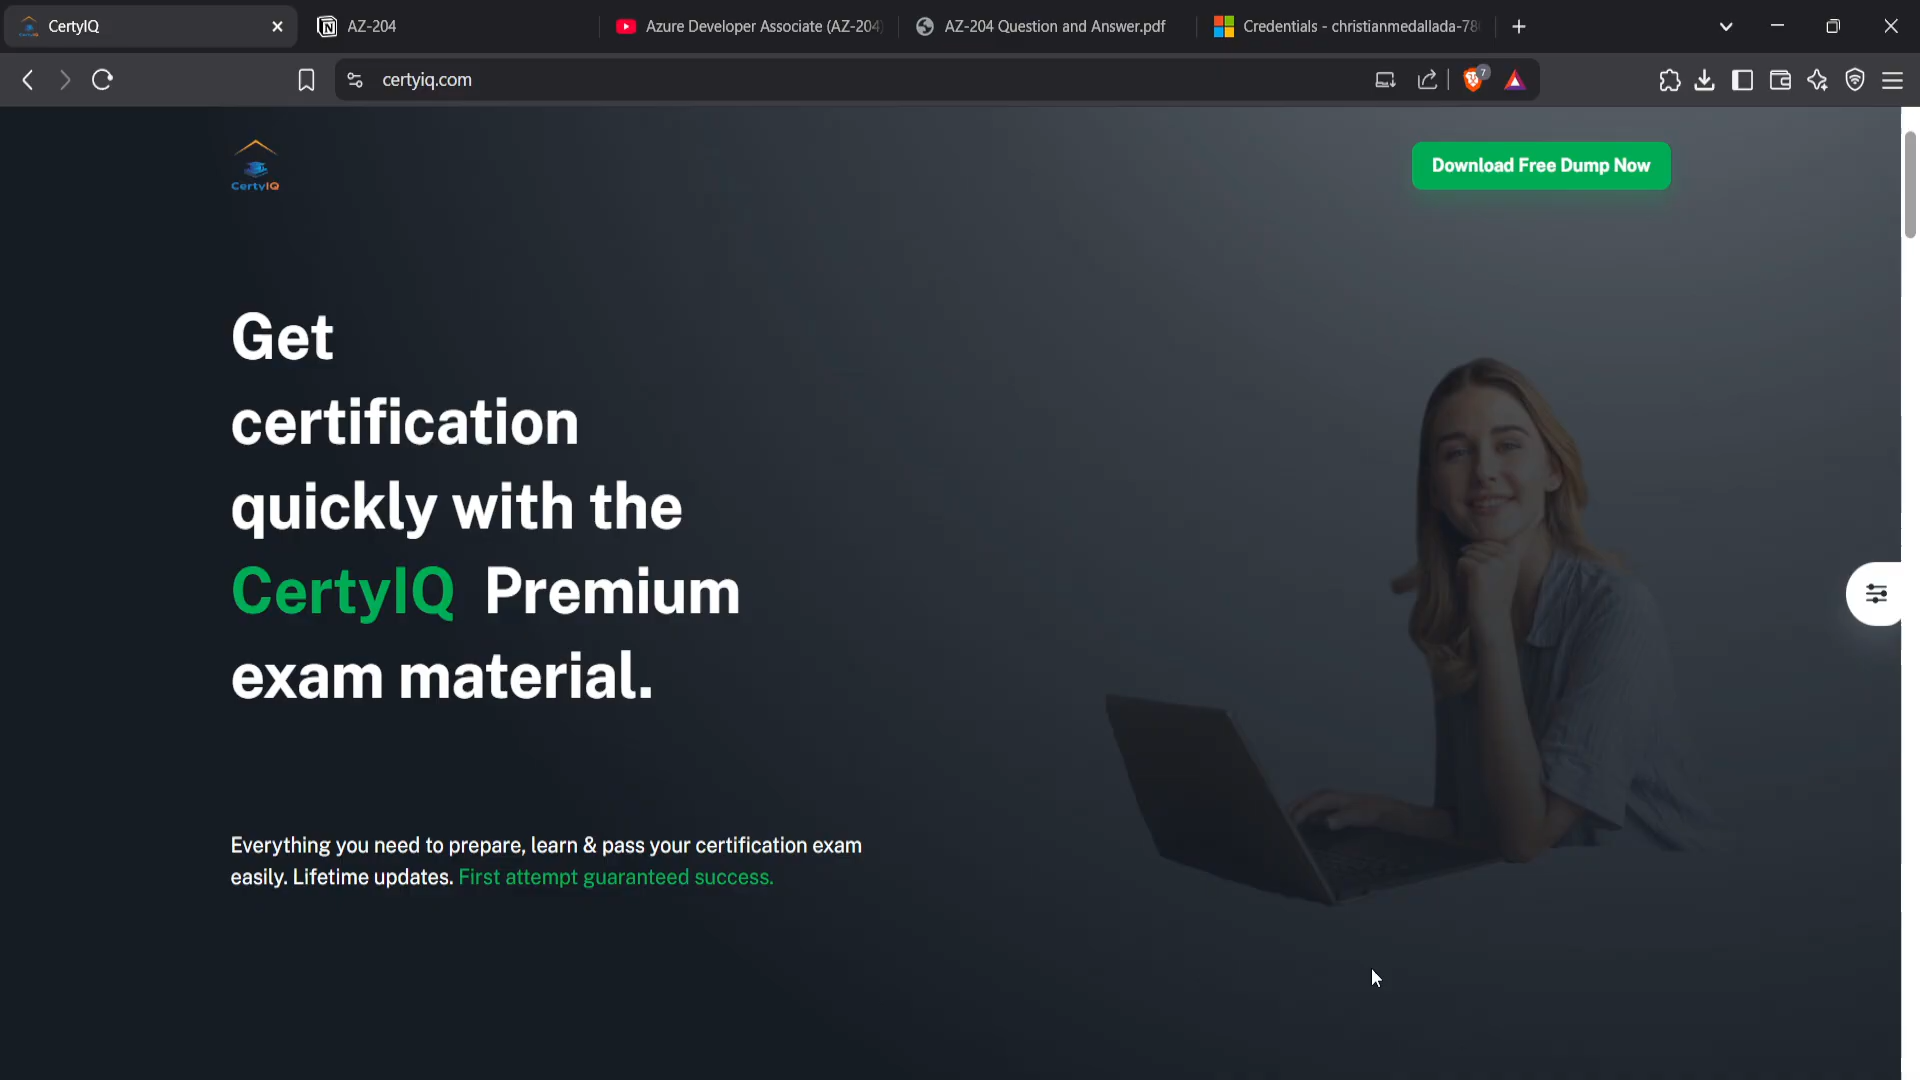 CertyIQ
AZ-204
Azure Developer Associate (AZ-204)
AZ-204 Question and Answer.pdf
Credentials - christianmedallada-78
certyiq.com
7
CertyIQ
Download Free Dump Now
Get
certification
quickly with the
CertyIQ Premium
exam material.
Everything you need to prepare, learn & pass your certification exam
easily. Lifetime updates. First attempt guaranteed success.